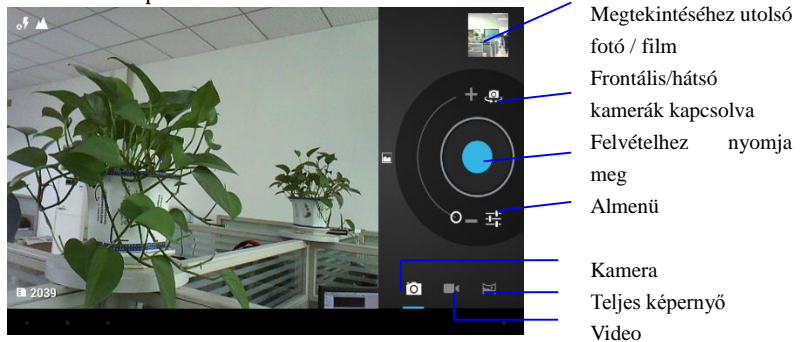 Megtekintéséhez utolsó
fotó / film
Frontális/hátsó
kamerák kapcsolva
Felvételhez nyomja
meg
Almenü
2039
Kamera
Teljes képernyő
Video